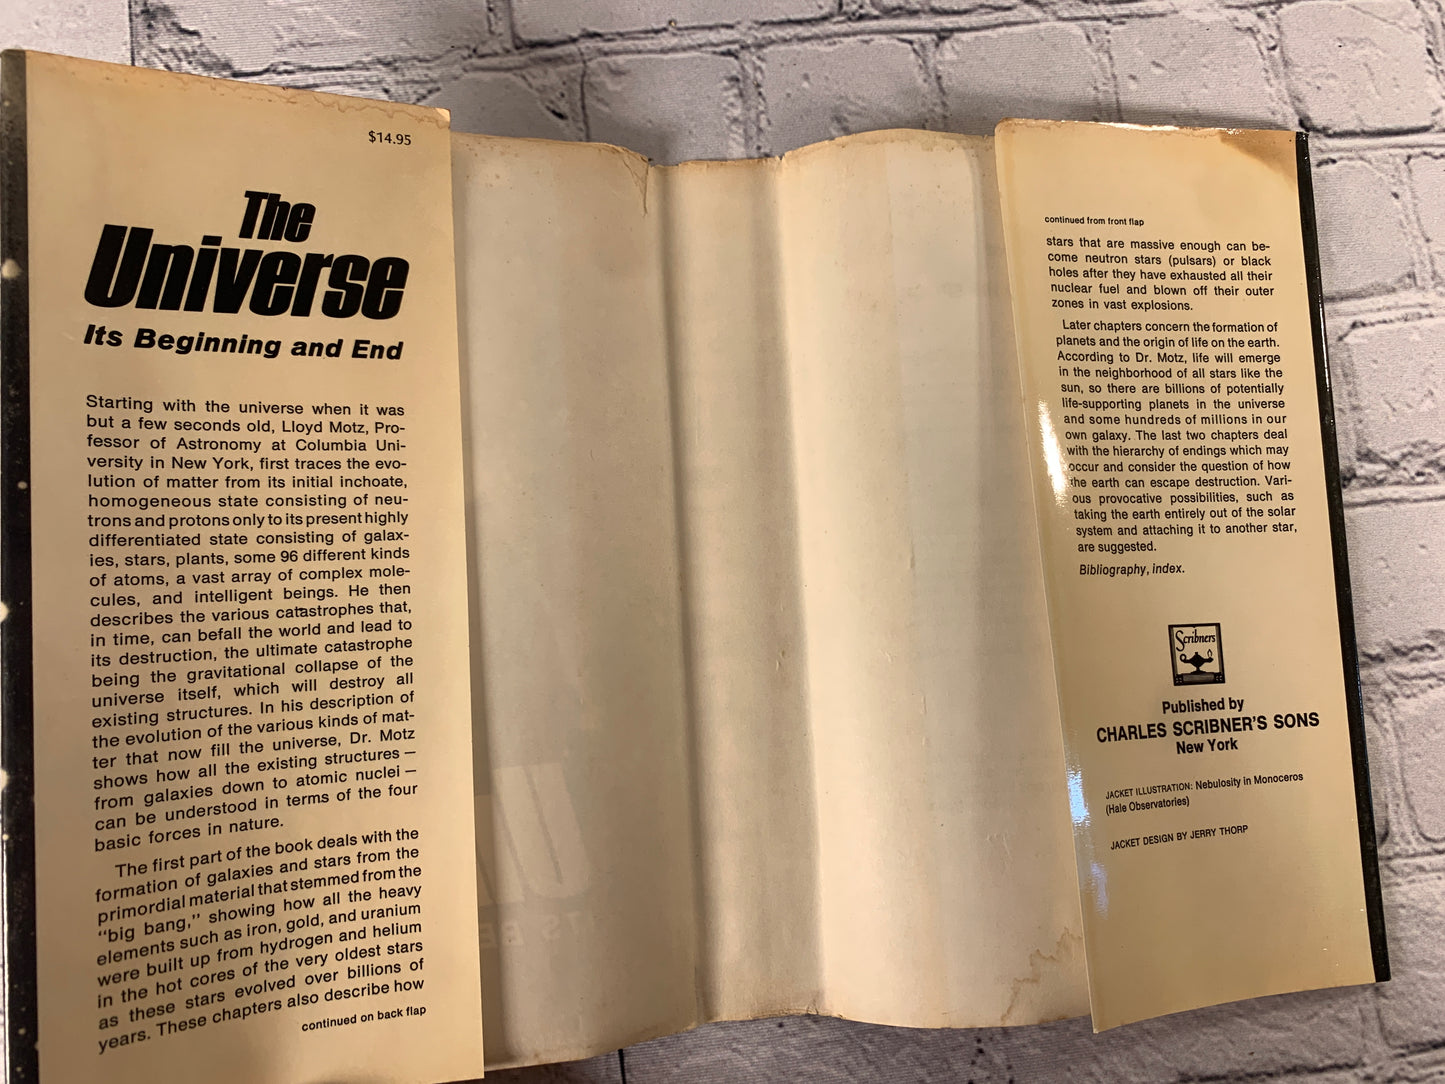 $14.95
The
Universe
Its Beginning and End
Starting with the universe when it was
but a few seconds old, Lloyd Motz, Pro-
fessor of Astronomy at Columbia Uni-
versity in New York, first traces the evo-
lution of matter from its initial inchoate,
homogeneous state consisting of neu-
trons and protons only to its present highly
differentiated state consisting of galax-
ies, stars, plants, some 96 different kinds
of atoms, a vast array of complex mole-
cules, and intelligent beings. He then
describes the various catastrophes that,
in time, can befall the world and lead to
its destruction, the ultimate catastrophe
being the gravitational collapse of the
universe itself, which will destroy all
existing structures. In his description of
the evolution of the various kinds of mat-
ter that now fill the universe, Dr. Motz
shows how all the existing structures —
from galaxies down to atomic nuclei —
can be understood in terms of the four
basic forces in nature.
The first part of the book deals with the
formation of galaxies and stars from the
primordial material that stemmed from the
"big bang," showing how all the heavy
elements such as iron, gold, and uranium
were built up from hydrogen and helium
in the hot cores of the very oldest stars
as these stars evolved over billions of
years. These chapters also describe how
continued on back flap
continued from front flap
stars that are massive enough can be-
come neutron stars (pulsars) or black
holes after they have exhausted all their
nuclear fuel and blown off their outer
zones in vast explosions.
Later chapters concern the formation of
planets and the origin of life on the earth.
According to Dr. Motz, life will emerge
in the neighborhood of all stars like the
sun, so there are billions of potentially
life-supporting planets in the universe
and some hundreds of millions in our
own galaxy. The last two chapters deal
with the hierarchy of endings which may
occur and consider the question of how
the earth can escape destruction. Vari-
ous provocative possibilities, such as
taking the earth entirely out of the solar
system and attaching it to another star,
are suggested.
Bibliography, index.
Scribners
Published by
CHARLES SCRIBNER'S SONS
New York
JACKET ILLUSTRATION: Nebulosity in Monoceros
(Hale Observatories)
JACKET DESIGN BY JERRY THORP